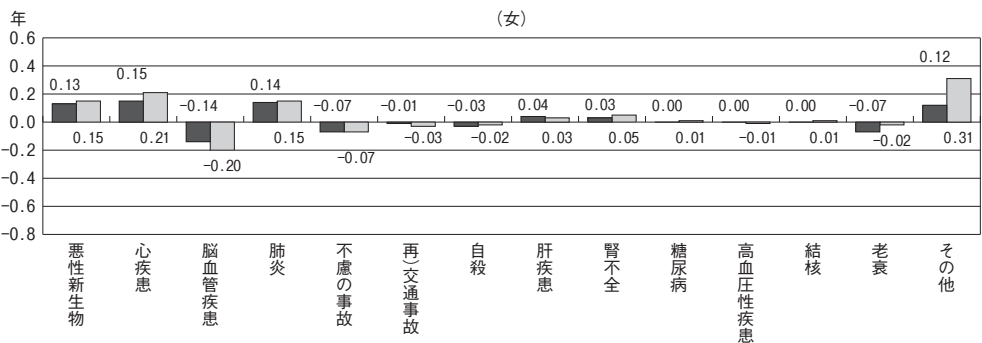 年
（女）
0.6
0.4
0.2
0.0
-0.2
-0.4
-0.6
-0.8
0.13 0.15 -0.14 0.14 -0.07 -0.01 -0.03 0.04 0.03 0.00 0.00 0.00 -0.07 0.12
0.15 0.21 -0.20 0.15 -0.07 -0.03 -0.02 0.03 0.05 0.01 -0.01 0.01 -0.02 0.31
悪性新生物
心疾患
脳血管疾患
肺炎
不慮の事故
再）交通事故
自殺
肝疾患
腎不全
糖尿病
高血圧性疾患
結核
老衰
その他